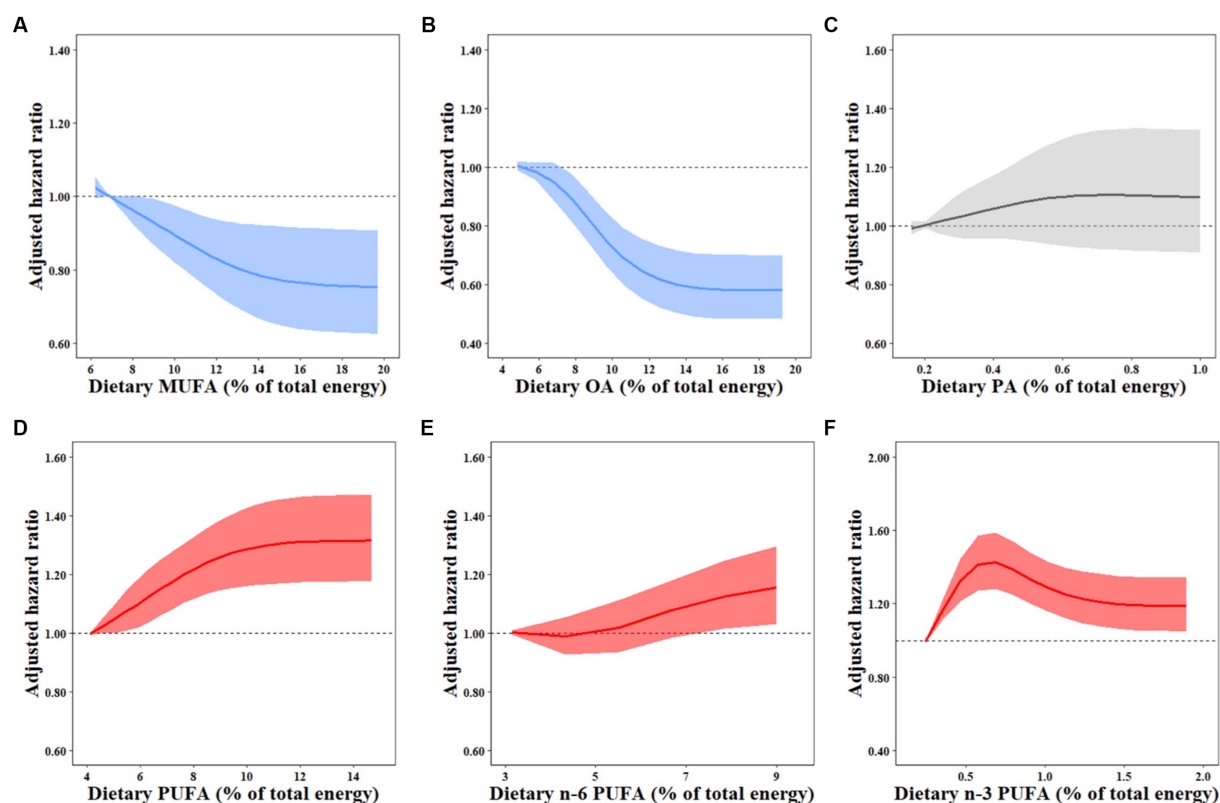 A
Adjusted hazard ratio
1.40
1.20
1.00
0.80
0.60
6 8 10 12 14 16 18 20
Dietary MUFA (% of total energy)
B
Adjusted hazard ratio
1.40
1.20
1.00
0.80
0.60
0.40
4 6 8 10 12 14 16 18 20
Dietary OA (% of total energy)
C
Adjusted hazard ratio
1.60
1.40
1.20
1.00
0.80
0.60
0.2 0.4 0.6 0.8 1.0
Dietary PA (% of total energy)
D
Adjusted hazard ratio
1.60
1.40
1.20
1.00
0.80
0.60
4 6 8 10 12 14
Dietary PUFA (% of total energy)
E
Adjusted hazard ratio
1.60
1.40
1.20
1.00
0.80
0.60
3 5 7 9
Dietary n-6 PUFA (% of total energy)
F
Adjusted hazard ratio
2.00
1.60
1.20
0.80
0.40
0.5 1.0 1.5 2.0
Dietary n-3 PUFA (% of total energy)